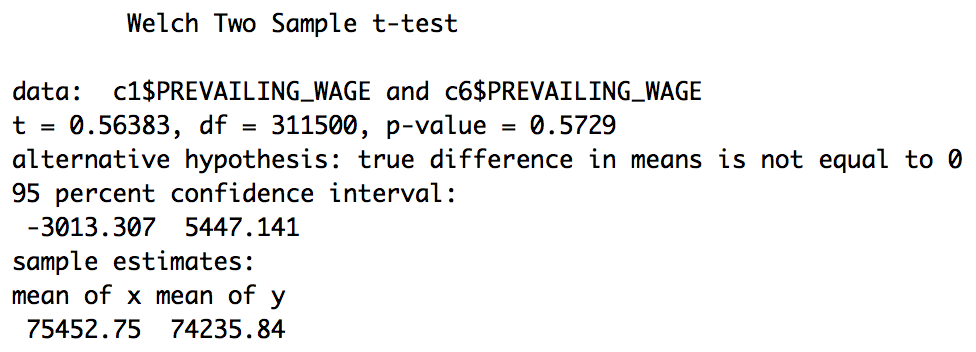 Welch Two Sample t-test
data:  c1$PREVAILING_WAGE and c6$PREVAILING_WAGE
t = 0.56383, df = 311500, p-value = 0.5729
alternative hypothesis: true difference in means is not equal to 0
95 percent confidence interval:
-3013.307  5447.141
sample estimates:
mean of x mean of y
75452.75  74235.84